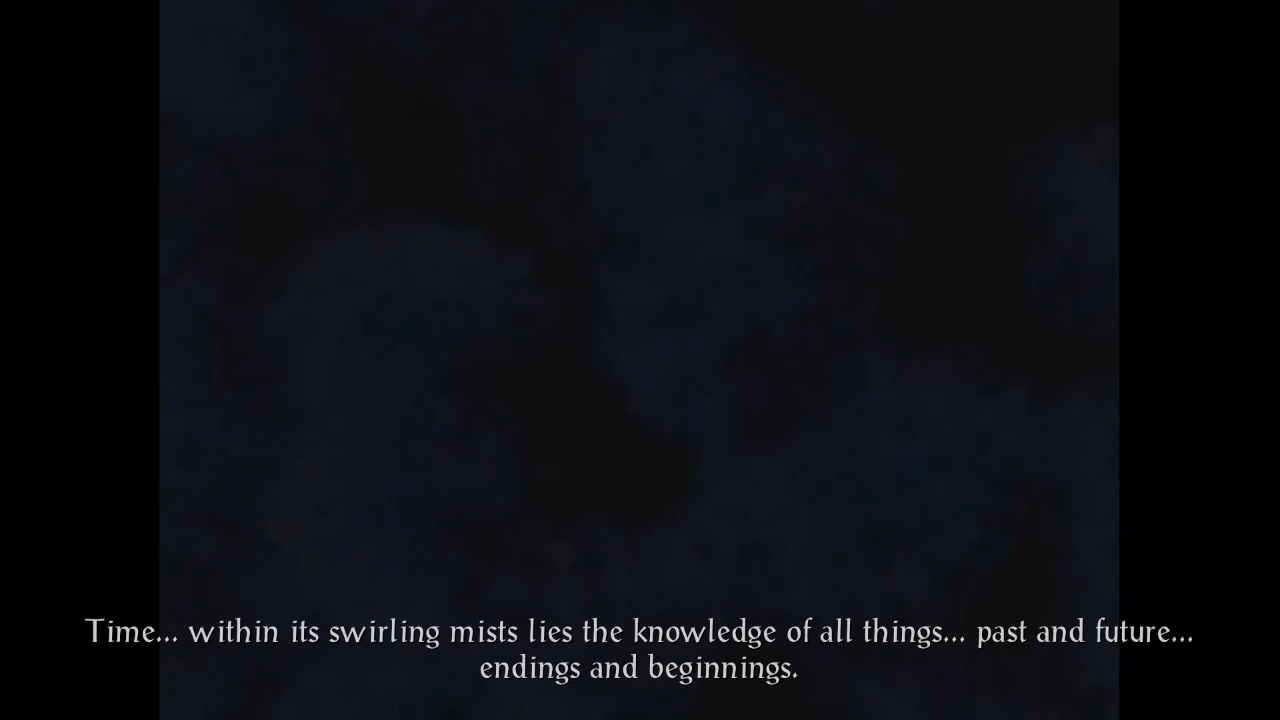 Time... within its swirling mists lies the knowledge of all things... past and future...
endings and beginnings.